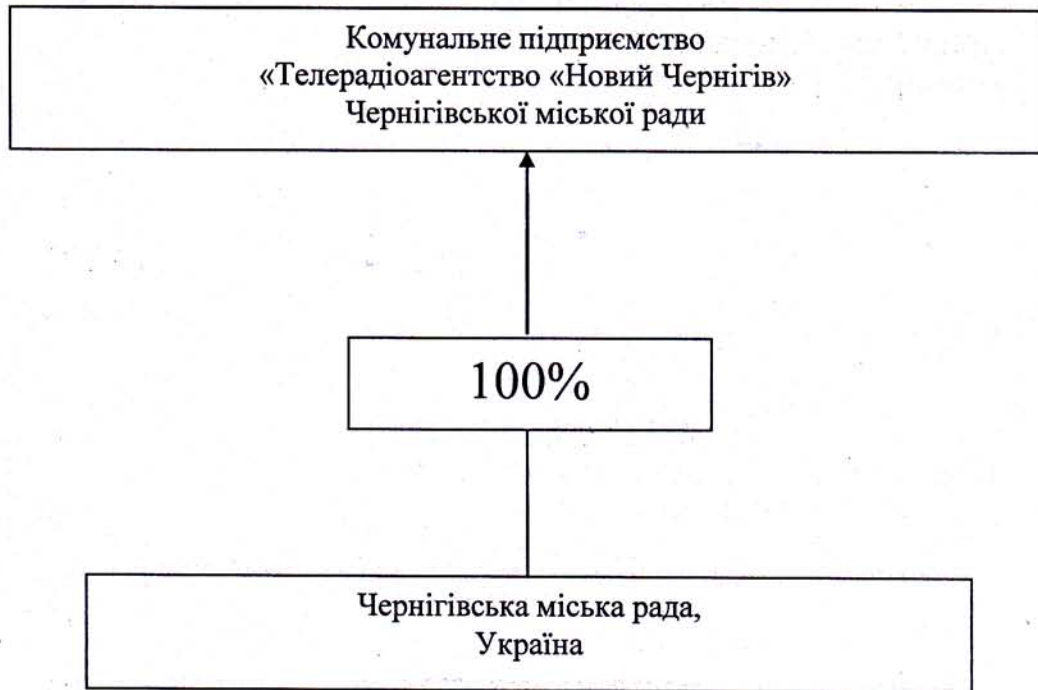 Комунальне підприємство
«Телерадіоагентство «Новий Чернігів»
Чернігівської міської ради
100%
Чернігівська міська рада,
Україна